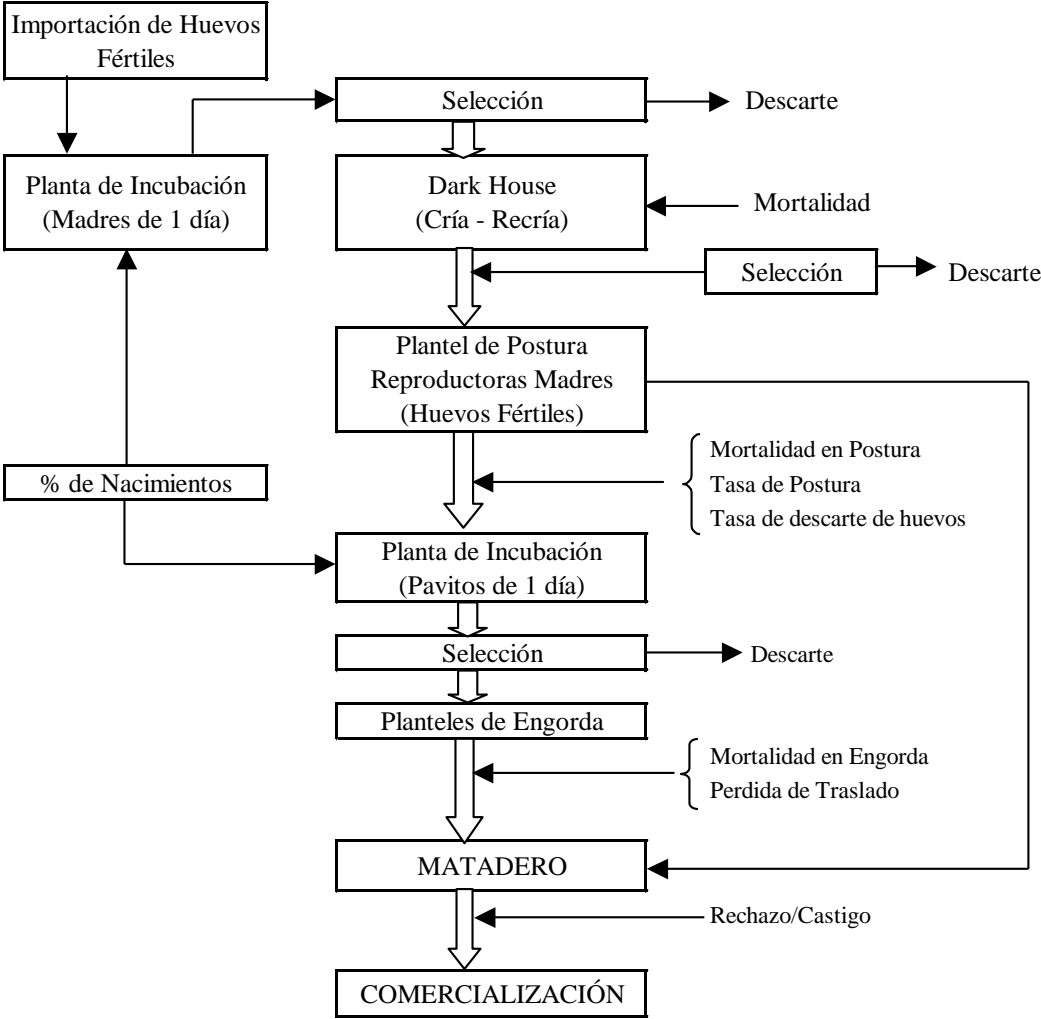 Importación de Huevos
Fértiles
Selección
Descarte
Planta de Incubación
(Madres de 1 día)
Dark House
(Cría - Recría)
Mortalidad
Selección
Descarte
Plantel de Postura
Reproductoras Madres
(Huevos Fértiles)
% de Nacimientos
Mortalidad en Postura
Tasa de Postura
Tasa de descarte de huevos
Planta de Incubación
(Pavitos de 1 día)
Selección
Descarte
Planteles de Engorda
Mortalidad en Engorda
Perdida de Traslado
MATADERO
Rechazo/Castigo
COMERCIALIZACIÓN